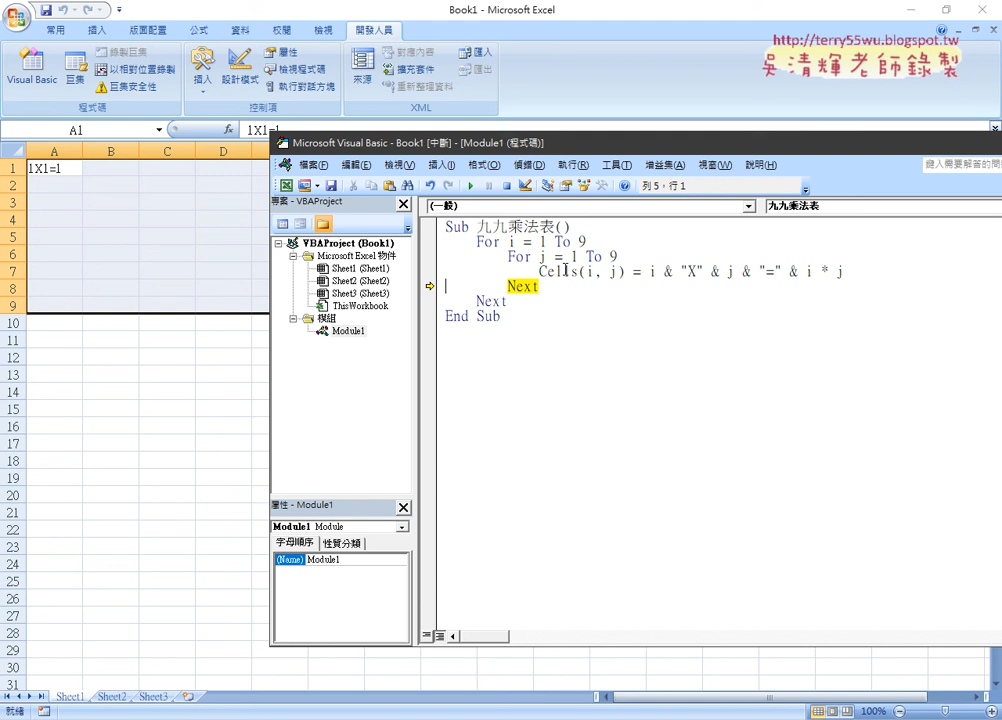 Book1 - Microsoft Excel
常用 插入 版面配置 公式 資料 校閱 檢視 開發人員
http://terry55wu.blogspot.tw
吳清輝老師錄製
Visual Basic 巨集 錄製巨集 以相對位置錄製 巨集安全性
插入 設計模式 屬性 檢視程式碼 執行對話方塊
來源 對應內容 擴充套件 重新整理資料 匯入 匯出
程式碼 控制項 XML
A1 fx 1X1=1
A B C D
1 1X1=1
2
3
4
5
6
7
8
9
10
11
12
13
14
15
16
17
18
19
20
21
22
23
24
25
26
27
28
29
30
31
Microsoft Visual Basic - Book1 [中斷] - [Module1 (程式碼)]
檔案(F) 編輯(E) 檢視(V) 插入(I) 格式(O) 偵錯(D) 執行(R) 工具(T) 增益集(A) 視窗(W) 說明(H) 鍵入需要解答的問
列 5，行 1
專案 - VBAProject
VBAProject (Book1)
Microsoft Excel 物件
Sheet1 (Sheet1)
Sheet2 (Sheet2)
Sheet3 (Sheet3)
ThisWorkbook
模組
Module1
屬性 - Module1
Module1 Module
字母順序 性質分類
(Name) Module1
(一般) 九九乘法表
Sub 九九乘法表()
For i = 1 To 9
For j = 1 To 9
Cells(i, j) = i & "X" & j & "=" & i * j
Next
Next
End Sub
Sheet1 Sheet2 Sheet3
就緒 100%